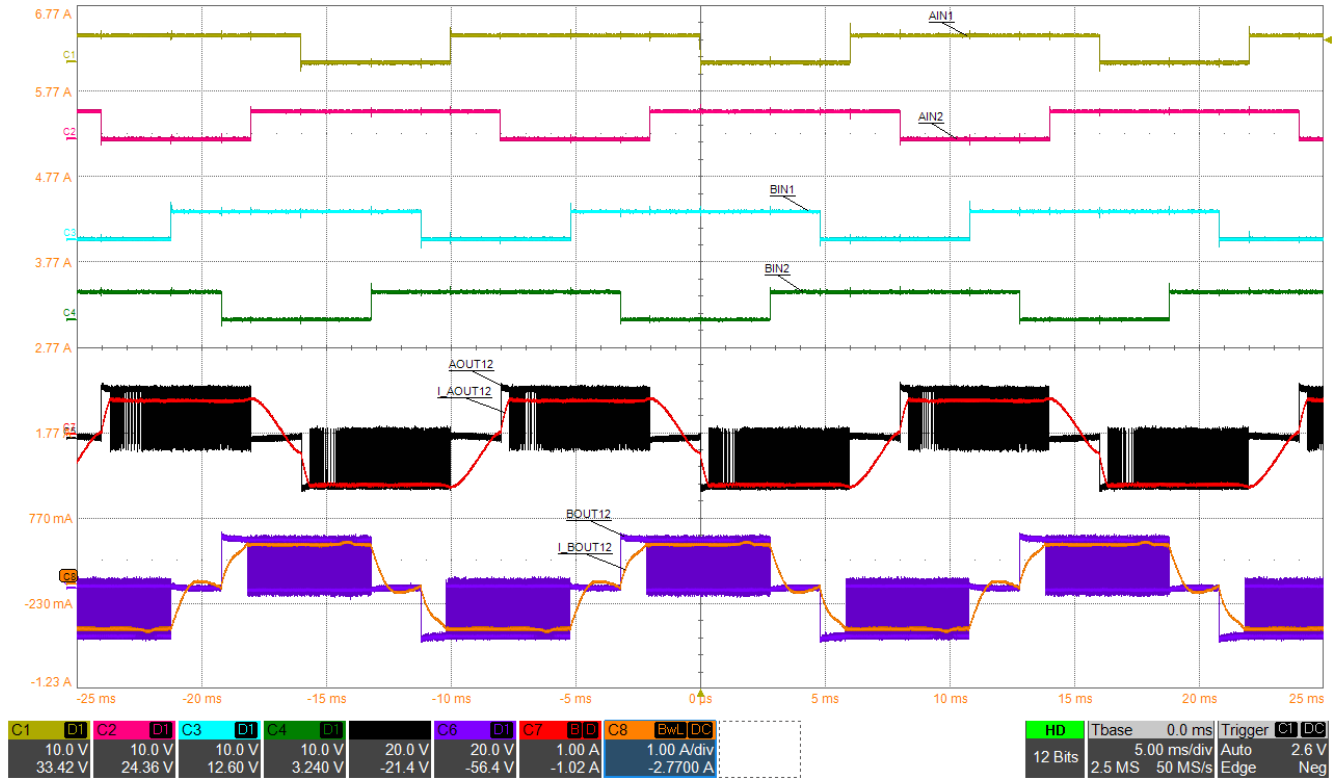 6.77 A
AIN1
C1
5.77 A
C2
AIN2
4.77 A
BIN1
C3
3.77 A
BIN2
C4
2.77 A
AOUT12
I_AOUT12
1.77 A
770 mA
BOUT12
I_BOUT12
C8
-230 mA
-1.23 A
-25 ms -20 ms -15 ms -10 ms -5 ms 0 µs 5 ms 10 ms 15 ms 20 ms 25 ms
C1 D1 C2 D1 C3 D1 C4 D1 C6 D1 C7 B D C8 BwL DC HD Tbase 0.0 ms Trigger C1 DC
10.0 V 10.0 V 10.0 V 10.0 V 20.0 V 20.0 V 1.00 A 1.00 A/div 12 Bits 5.00 ms/div Auto 2.6 V
33.42 V 24.36 V 12.60 V 3.240 V -21.4 V -56.4 V -1.02 A -2.7700 A 2.5 MS 50 MS/s Edge Neg